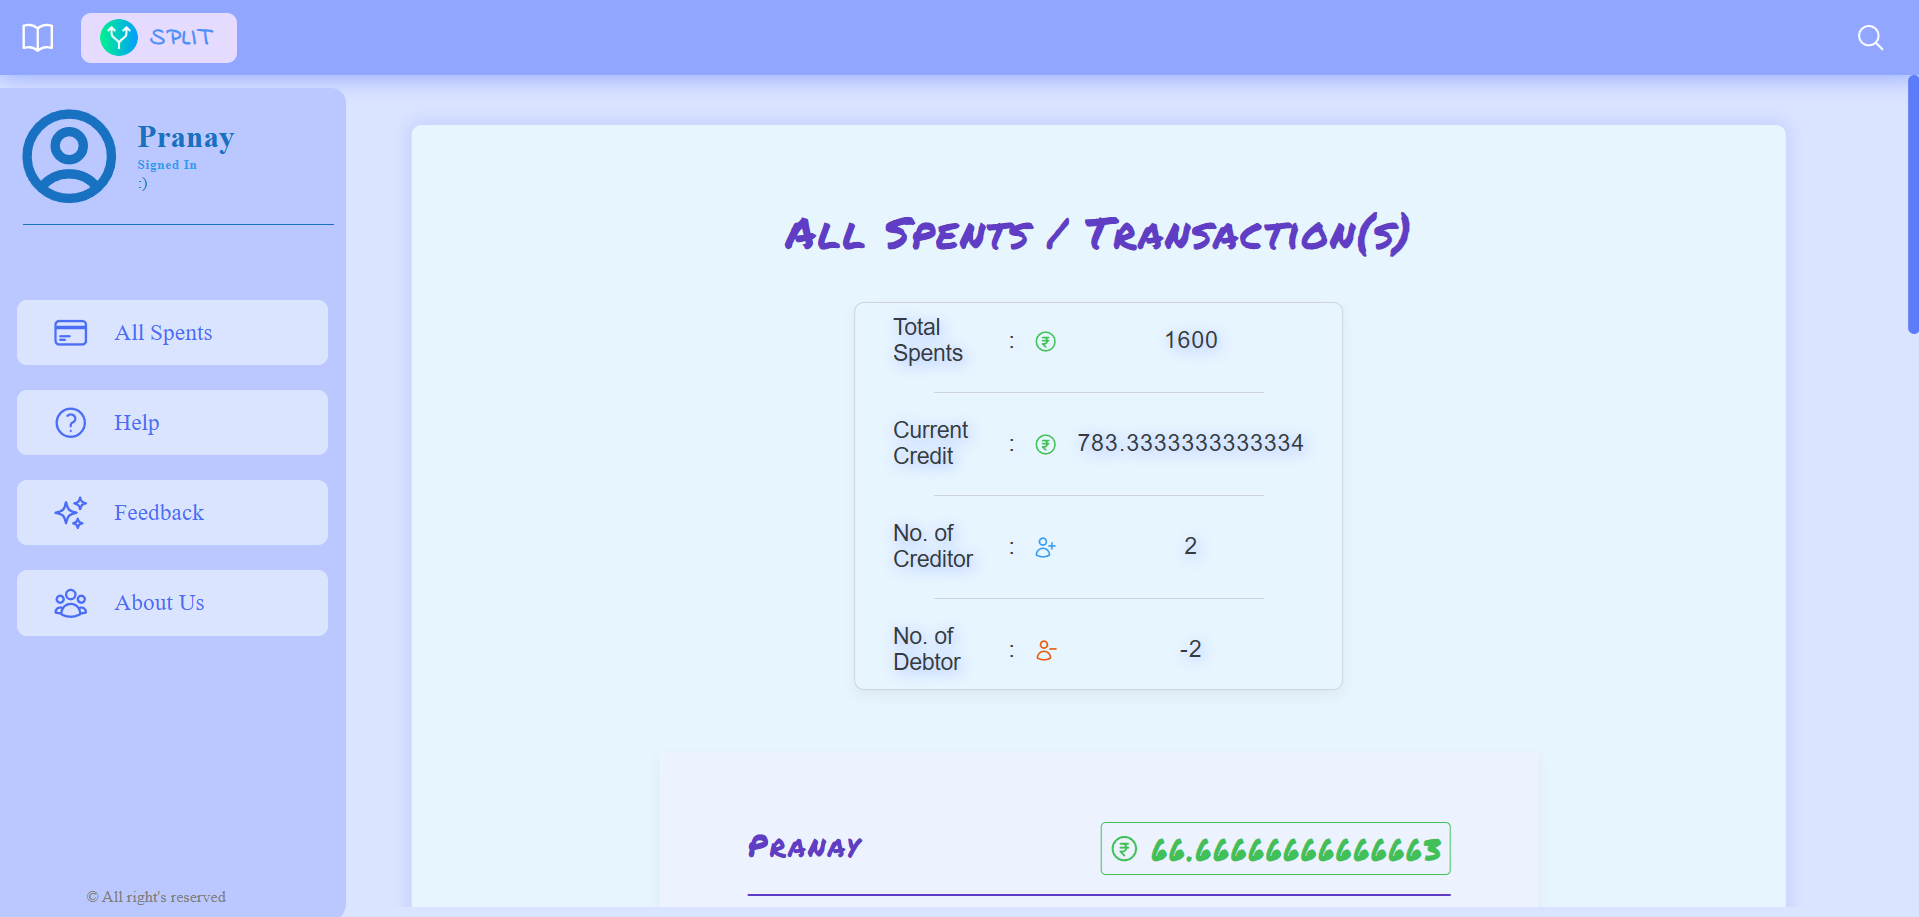 SPLIT
Pranay
Signed In
:)
All Spents
Help
Feedback
About Us
© All right's reserved
All Spents / Transaction(s)
Total
Spents : ₹ 1600
Current
Credit : ₹ 783.3333333333334
No. of
Creditor : 2
No. of
Debtor : -2
Pranay ₹ 66.66666666666663